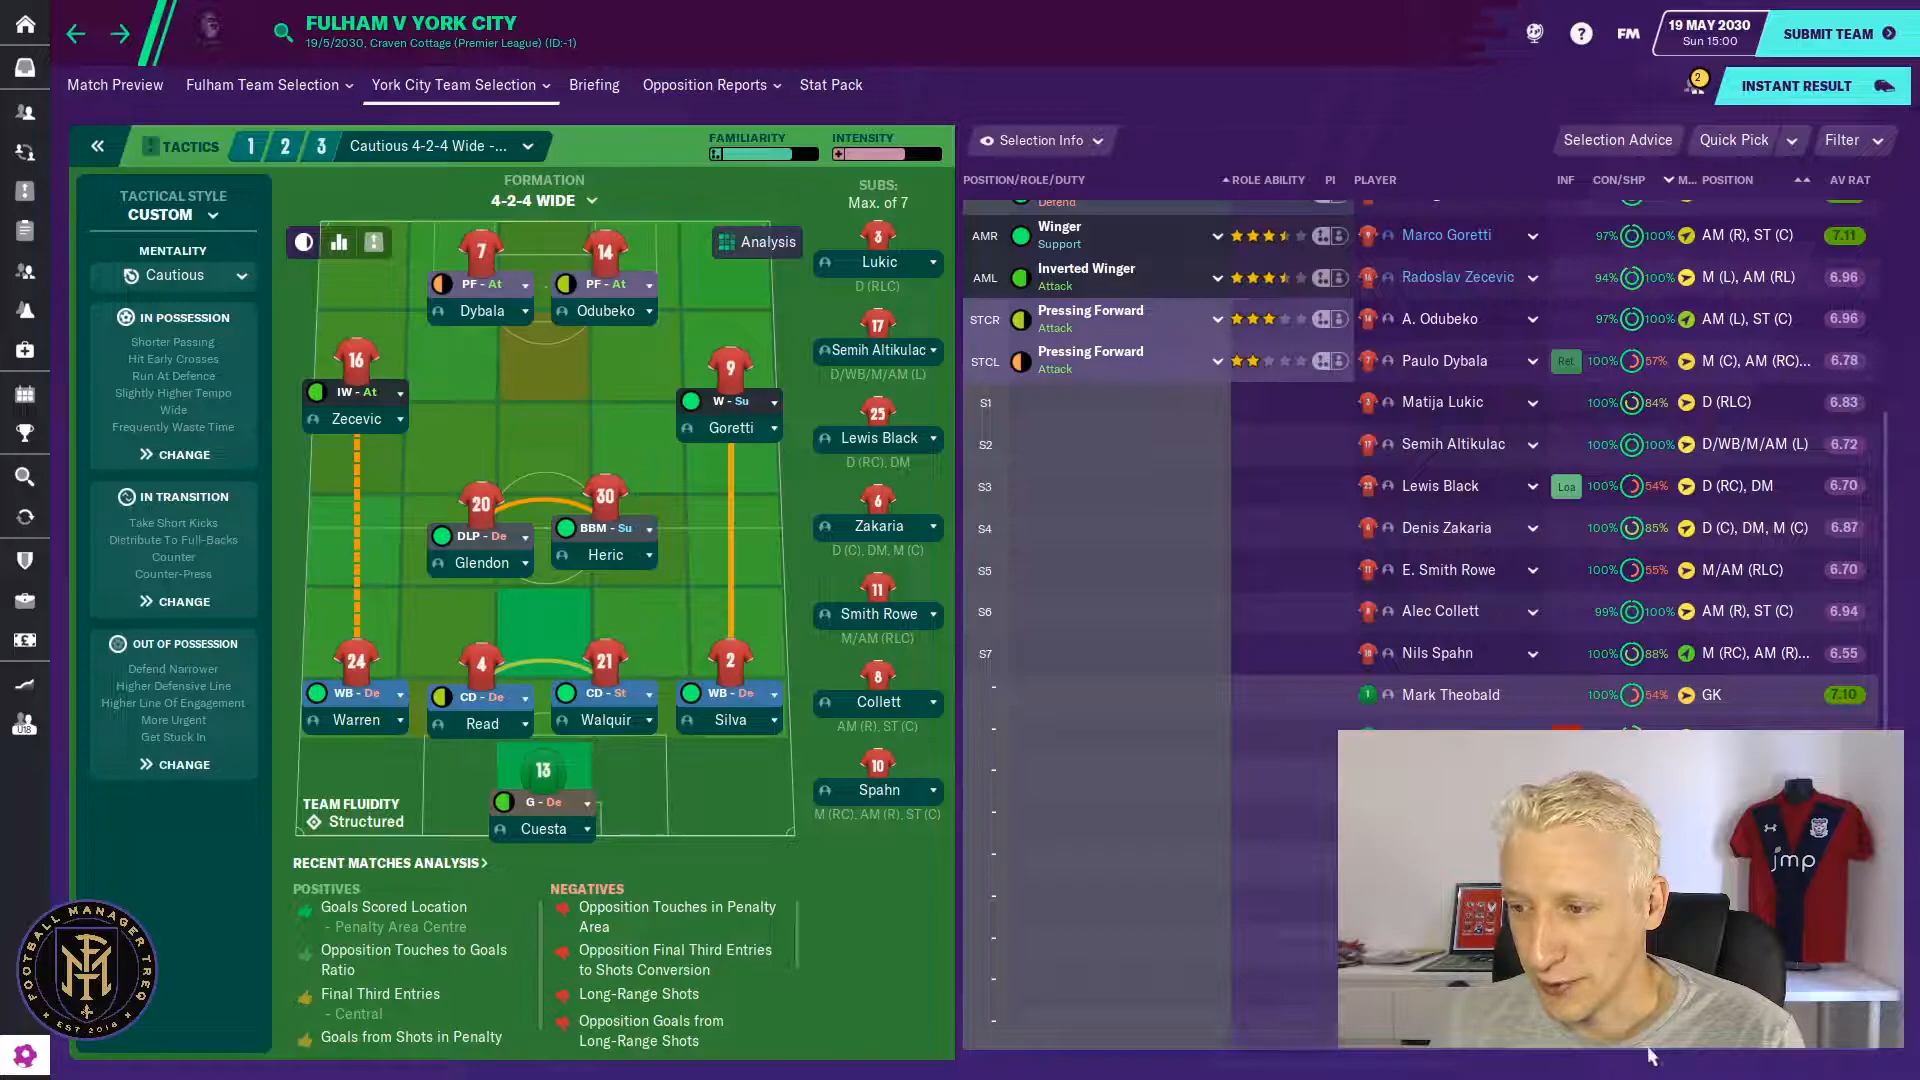 FULHAM V YORK CITY
19/5/2030, Craven Cottage (Premier League) (ID:-1)
FM
19 MAY 2030
Sun 15:00
SUBMIT TEAM
Match Preview
Fulham Team Selection
York City Team Selection
Briefing
Opposition Reports
Stat Pack
2
INSTANT RESULT
TACTICS
1 2 3
Cautious 4-2-4 Wide -...
FAMILIARITY
INTENSITY
Selection Info
Selection Advice
Quick Pick
Filter
TACTICAL STYLE
CUSTOM
MENTALITY
Cautious
IN POSSESSION
Shorter Passing
Hit Early Crosses
Run At Defence
Slightly Higher Tempo
Wide
Frequently Waste Time
CHANGE
IN TRANSITION
Take Short Kicks
Distribute To Full-Backs
Counter
Counter-Press
CHANGE
OUT OF POSSESSION
Defend Narrower
Higher Defensive Line
Higher Line Of Engagement
More Urgent
Get Stuck In
CHANGE
FORMATION
4-2-4 WIDE
Analysis
7
PF - At
Dybala
14
PF - At
Odubeko
16
IW - At
Zecevic
9
W - Su
Goretti
20
DLP - De
Glendon
30
BBM - Su
Heric
24
WB - De
Warren
4
CD - De
Read
21
CD - St
Walquir
2
WB - De
Silva
13
G - De
Cuesta
TEAM FLUIDITY
Structured
SUBS:
Max. of 7
3
Lukic
D (RLC)
17
Semih Altikulac
D/WB/M/AM (L)
25
Lewis Black
D (RC), DM
6
Zakaria
D (C), DM, M (C)
11
Smith Rowe
M/AM (RLC)
8
Collett
AM (R), ST (C)
10
Spahn
M (RC), AM (R), ST (C)
RECENT MATCHES ANALYSIS>
POSITIVES
Goals Scored Location
- Penalty Area Centre
Opposition Touches to Goals
Ratio
Final Third Entries
- Central
Goals from Shots in Penalty
NEGATIVES
Opposition Touches in Penalty
Area
Opposition Final Third Entries
to Shots Conversion
Long-Range Shots
Opposition Goals from
Long-Range Shots
POSITION/ROLE/DUTY ROLE ABILITY PI PLAYER INF CON/SHP M... POSITION AV RAT
Defend
AMR Winger Support Marco Goretti 97% 100% AM (R), ST (C) 7.11
AML Inverted Winger Attack Radoslav Zecevic 94% 100% M (L), AM (RL) 6.96
STCR Pressing Forward Attack A. Odubeko 97% 100% AM (L), ST (C) 6.96
STCL Pressing Forward Attack Paulo Dybala Ret 100% 57% M (C), AM (RC)... 6.78
S1 Matija Lukic 100% 84% D (RLC) 6.83
S2 Semih Altikulac 100% 100% D/WB/M/AM (L) 6.72
S3 Lewis Black Loa 100% 54% D (RC), DM 6.70
S4 Denis Zakaria 100% 85% D (C), DM, M (C) 6.87
S5 E. Smith Rowe 100% 55% M/AM (RLC) 6.70
S6 Alec Collett 99% 100% AM (R), ST (C) 6.94
S7 Nils Spahn 100% 88% M (RC), AM (R)... 6.55
- Mark Theobald 100% 54% GK 7.10
U18
FOOTBALL MANAGER TREQ
EST 2016
jmp